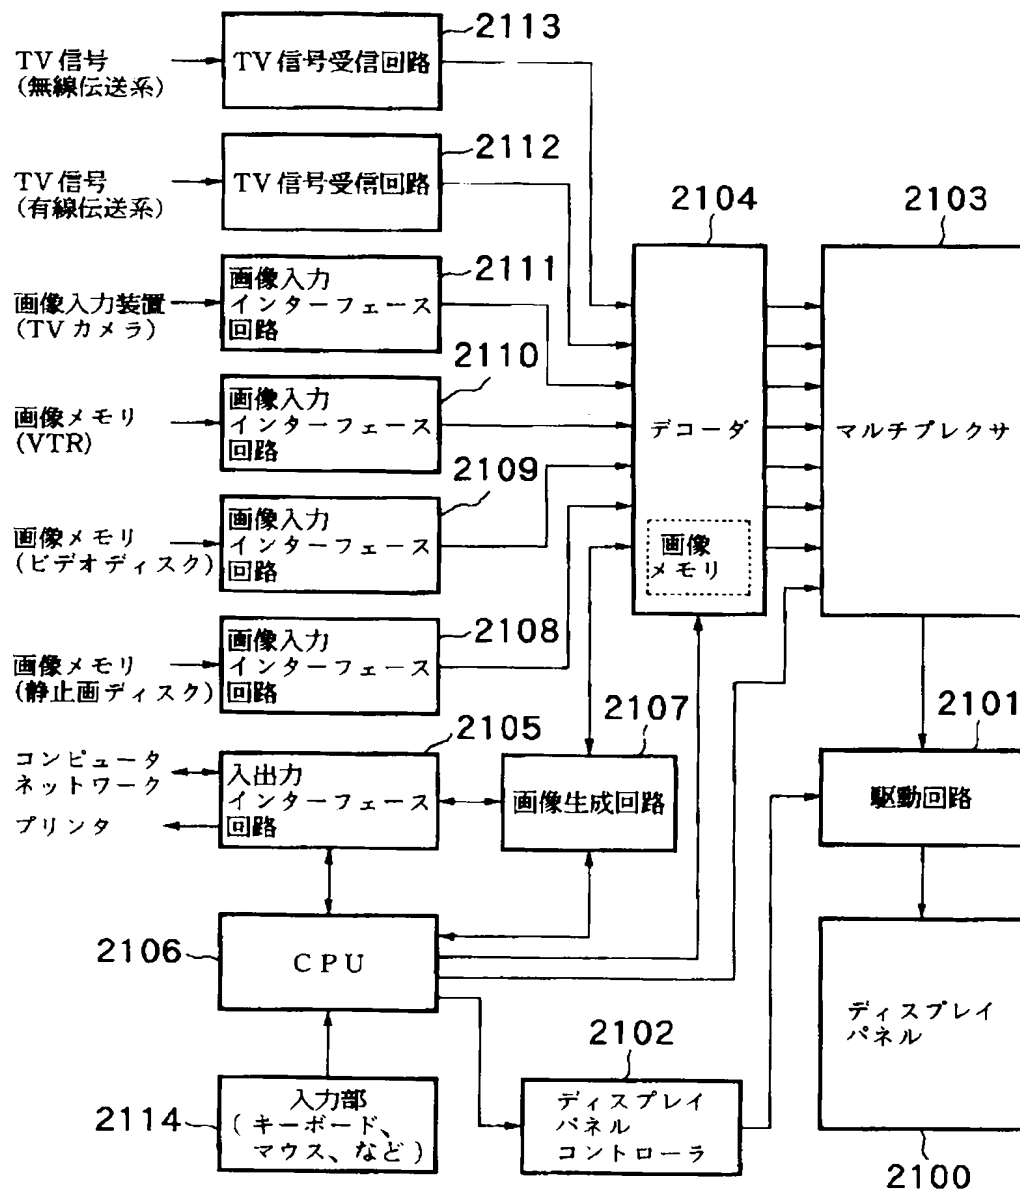 2113
TV 信号
(無線伝送系)
TV 信号受信回路
2112
TV 信号
(有線伝送系)
TV 信号受信回路
2104
2103
2111
画像入力装置
(TV カメラ)
画像入力
インターフェース
回路
2110
画像メモリ
(VTR)
画像入力
インターフェース
回路
デコーダ
マルチプレクサ
2109
画像メモリ
(ビデオディスク)
画像入力
インターフェース
回路
画像
メモリ
2108
画像メモリ
(静止画ディスク)
画像入力
インターフェース
回路
2105
2107
2101
コンピュータ
ネットワーク
プリンタ
入出力
インターフェース
回路
画像生成回路
駆動回路
2106
CPU
ディスプレイ
パネル
2102
2114
入力部
( キーボード、
マウス、など )
ディスプレイ
パネル
コントローラ
2100